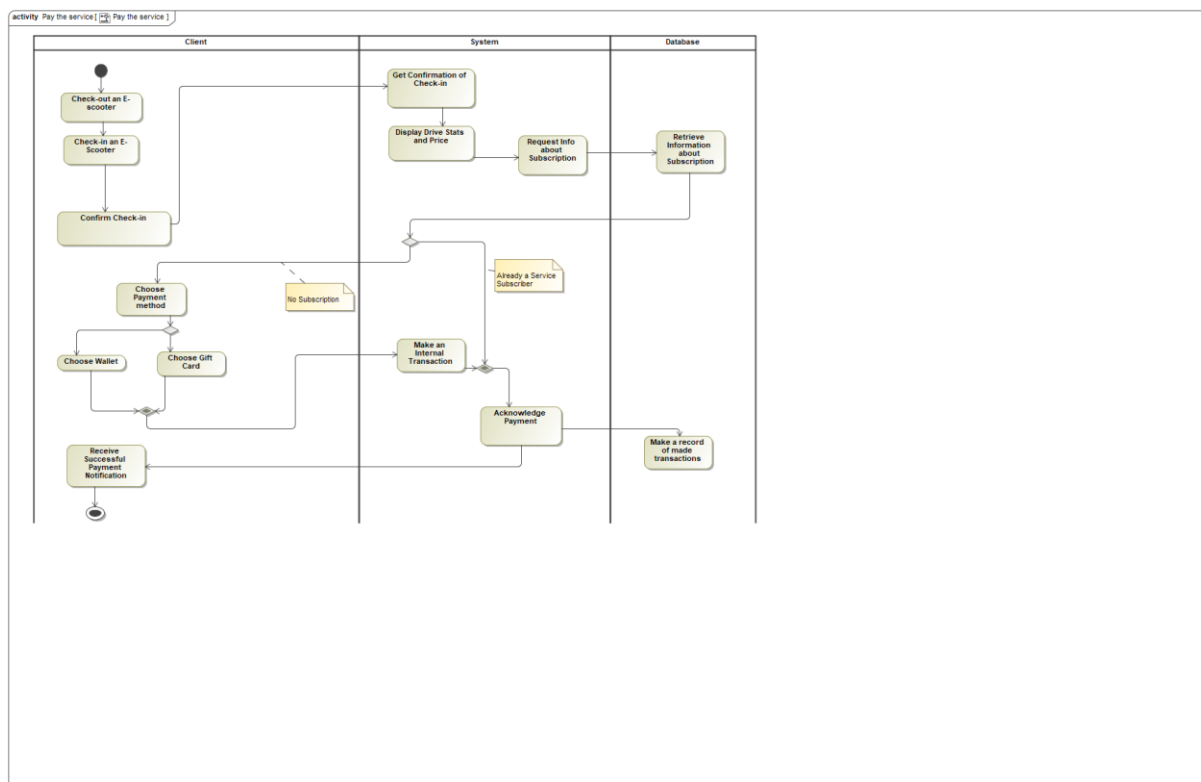 activity Pay the service [ Pay the service ]
Client
System
Database
Check-out an E-
scooter
Check-in an E-
Scooter
Confirm Check-in
Get Confirmation of
Check-in
Display Drive Stats
and Price
Request Info
about
Subscription
Retrieve
Information
about
Subscription
Already a Service
Subscriber
No Subscription
Choose
Payment
method
Choose Wallet
Choose Gift
Card
Make an
Internal
Transaction
Acknowledge
Payment
Make a record
of made
transactions
Receive
Successful
Payment
Notification